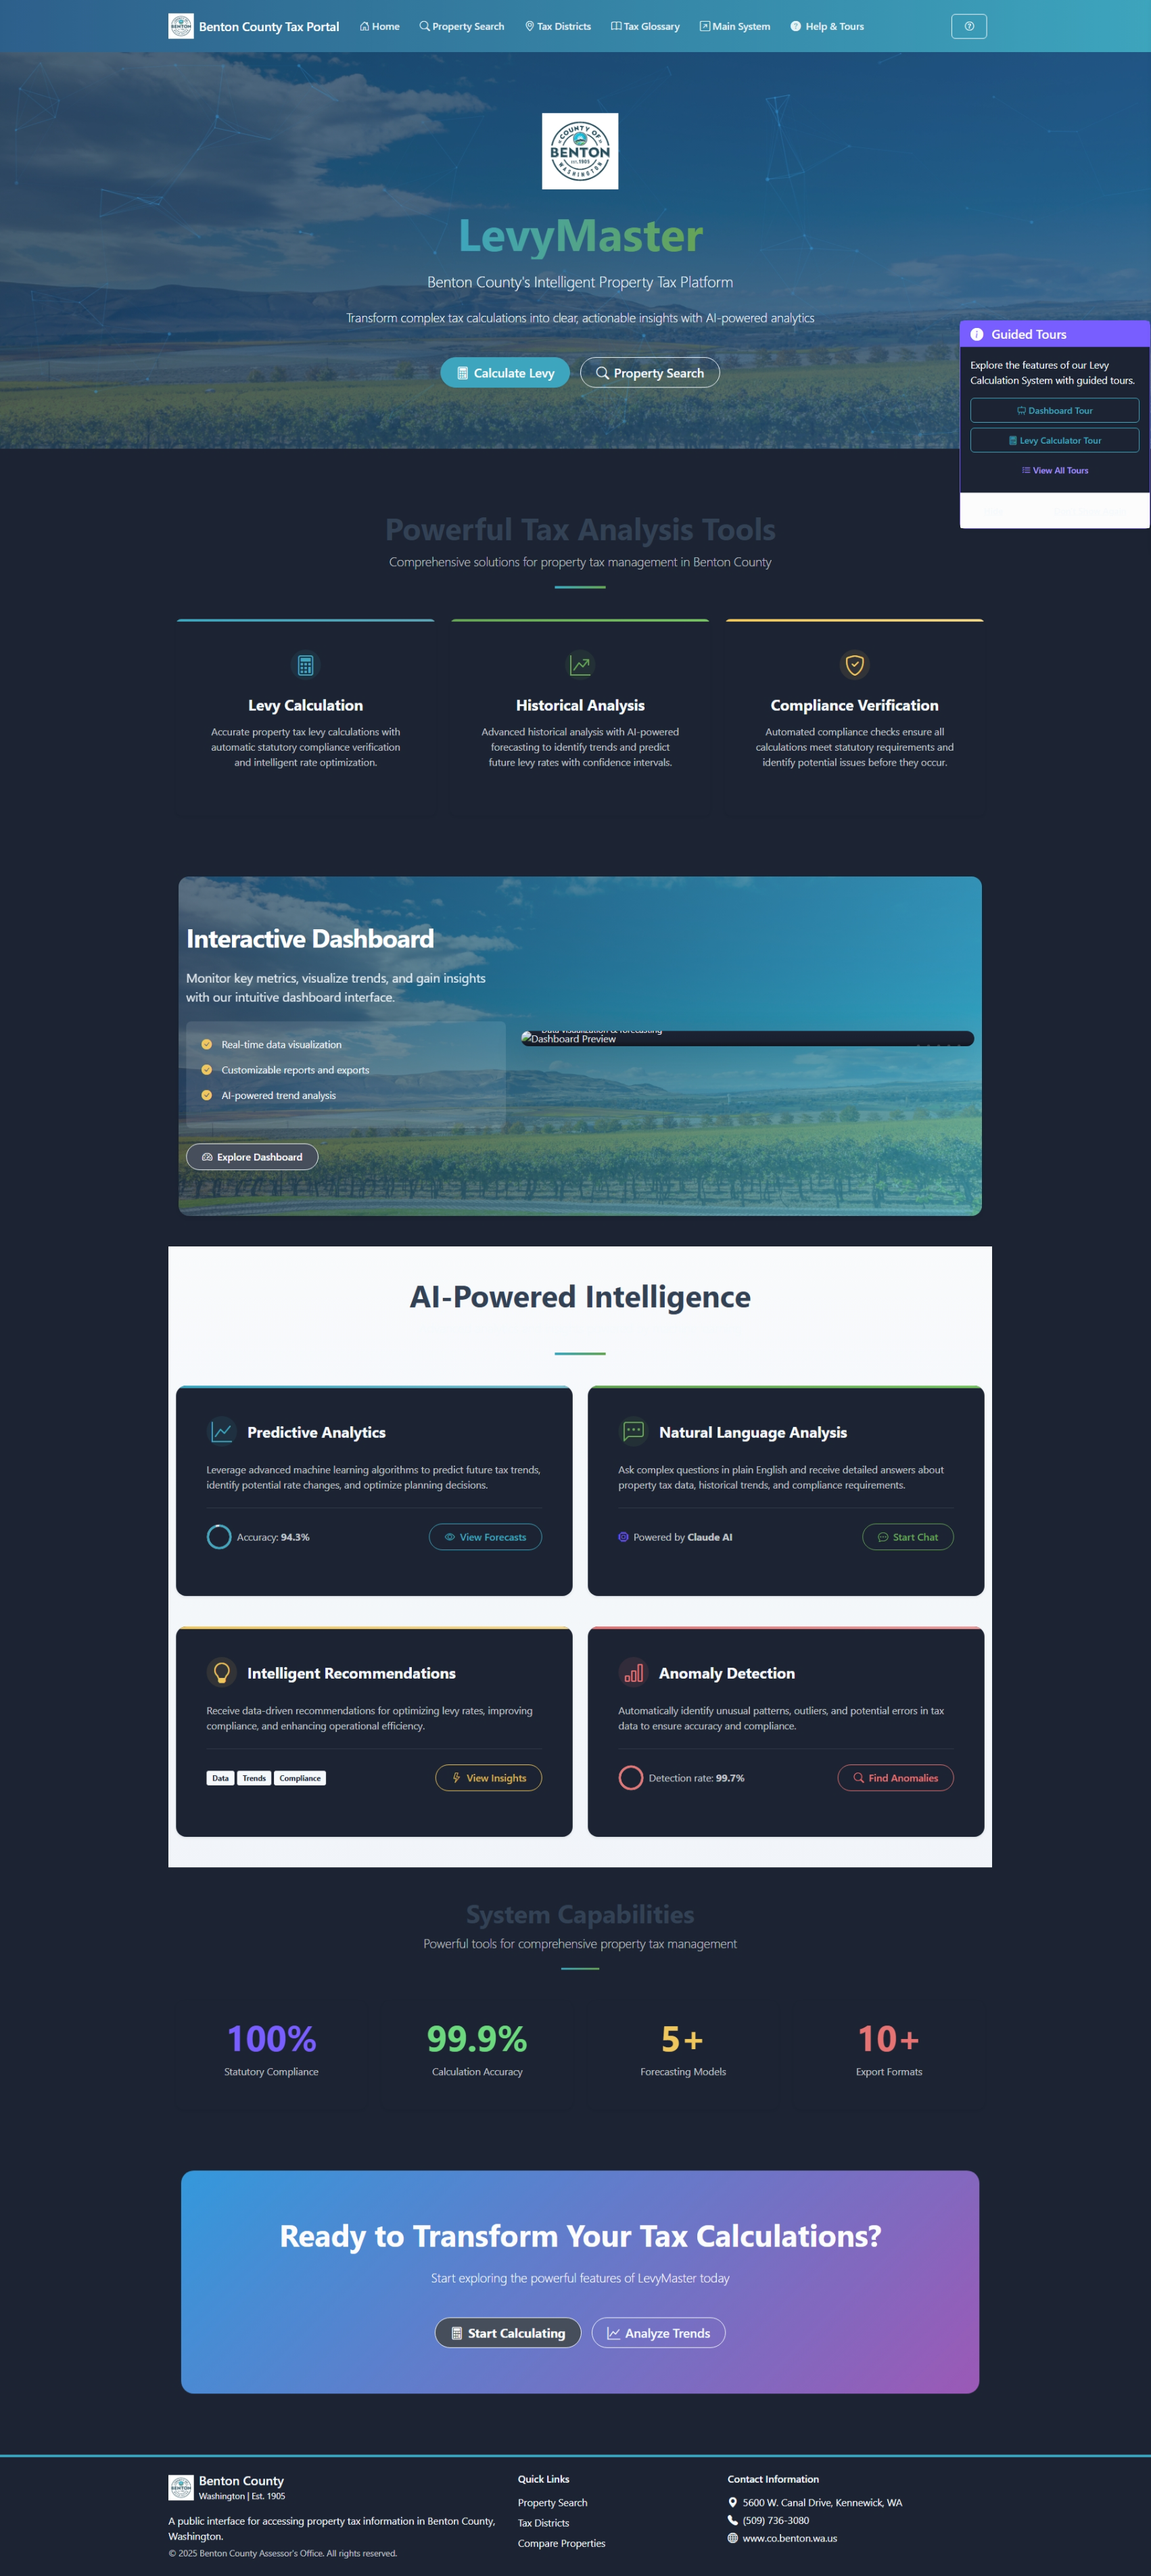 Benton County Tax Portal
Home
Property Search
Tax Districts
Tax Glossary
Main System
Help & Tours
COUNTY OF
BENTON
EST. 1905
WASHINGTON
LevyMaster
Benton County's Intelligent Property Tax Platform
Transform complex tax calculations into clear, actionable insights with AI-powered analytics
Calculate Levy
Property Search
Guided Tours
Explore the features of our Levy
Calculation System with guided tours.
Dashboard Tour
Levy Calculator Tour
View All Tours
Powerful Tax Analysis Tools
Comprehensive solutions for property tax management in Benton County
Levy Calculation
Accurate property tax levy calculations with
automatic statutory compliance verification
and intelligent rate optimization.
Historical Analysis
Advanced historical analysis with AI-powered
forecasting to identify trends and predict
future levy rates with confidence intervals.
Compliance Verification
Automated compliance checks ensure all
calculations meet statutory requirements and
identify potential issues before they occur.
Interactive Dashboard
Monitor key metrics, visualize trends, and gain insights
with our intuitive dashboard interface.
Real-time data visualization
Customizable reports and exports
AI-powered trend analysis
Explore Dashboard
Data visualization & forecasting
Dashboard Preview
AI-Powered Intelligence
Predictive Analytics
Leverage advanced machine learning algorithms to predict future tax trends,
identify potential rate changes, and optimize planning decisions.
Accuracy: 94.3%
View Forecasts
Natural Language Analysis
Ask complex questions in plain English and receive detailed answers about
property tax data, historical trends, and compliance requirements.
Powered by Claude AI
Start Chat
Intelligent Recommendations
Receive data-driven recommendations for optimizing levy rates, improving
compliance, and enhancing operational efficiency.
Data
Trends
Compliance
View Insights
Anomaly Detection
Automatically identify unusual patterns, outliers, and potential errors in tax
data to ensure accuracy and compliance.
Detection rate: 99.7%
Find Anomalies
System Capabilities
Powerful tools for comprehensive property tax management
100%
Statutory Compliance
99.9%
Calculation Accuracy
5+
Forecasting Models
10+
Export Formats
Ready to Transform Your Tax Calculations?
Start exploring the powerful features of LevyMaster today
Start Calculating
Analyze Trends
Benton County
Washington | Est. 1905
A public interface for accessing property tax information in Benton County,
Washington.
© 2025 Benton County Assessor's Office. All rights reserved.
Quick Links
Property Search
Tax Districts
Compare Properties
Contact Information
5600 W. Canal Drive, Kennewick, WA
(509) 736-3080
www.co.benton.wa.us